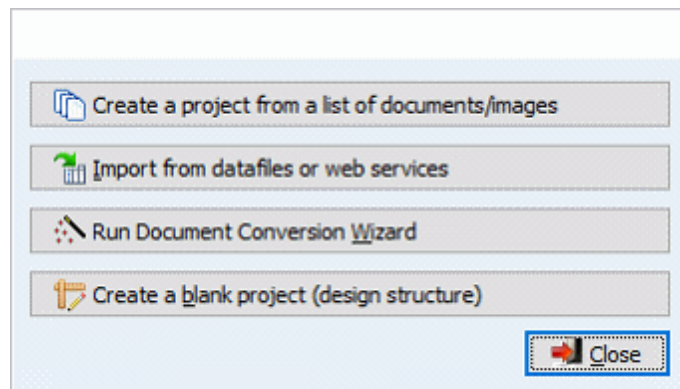 Create a project from a list of documents/images
Import from datafiles or web services
Run Document Conversion Wizard
Create a blank project (design structure)
Close